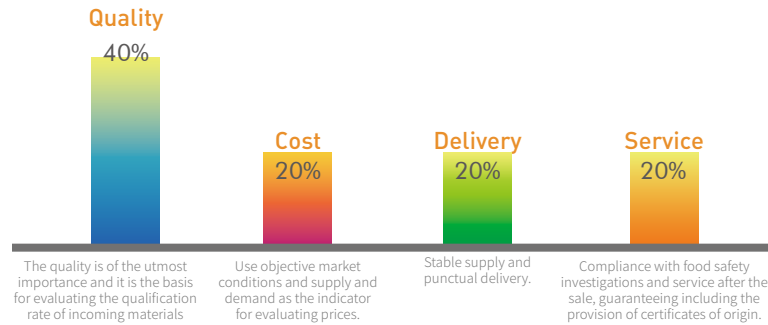 Quality
40%
The quality is of the utmost
importance and it is the basis
for evaluating the qualification
rate of incoming materials
Cost
20%
Use objective market
conditions and supply and
demand as the indicator
for evaluating prices.
Delivery
20%
Stable supply and
punctual delivery.
Service
20%
Compliance with food safety
investigations and service after the
sale, guaranteeing including the
provision of certificates of origin.